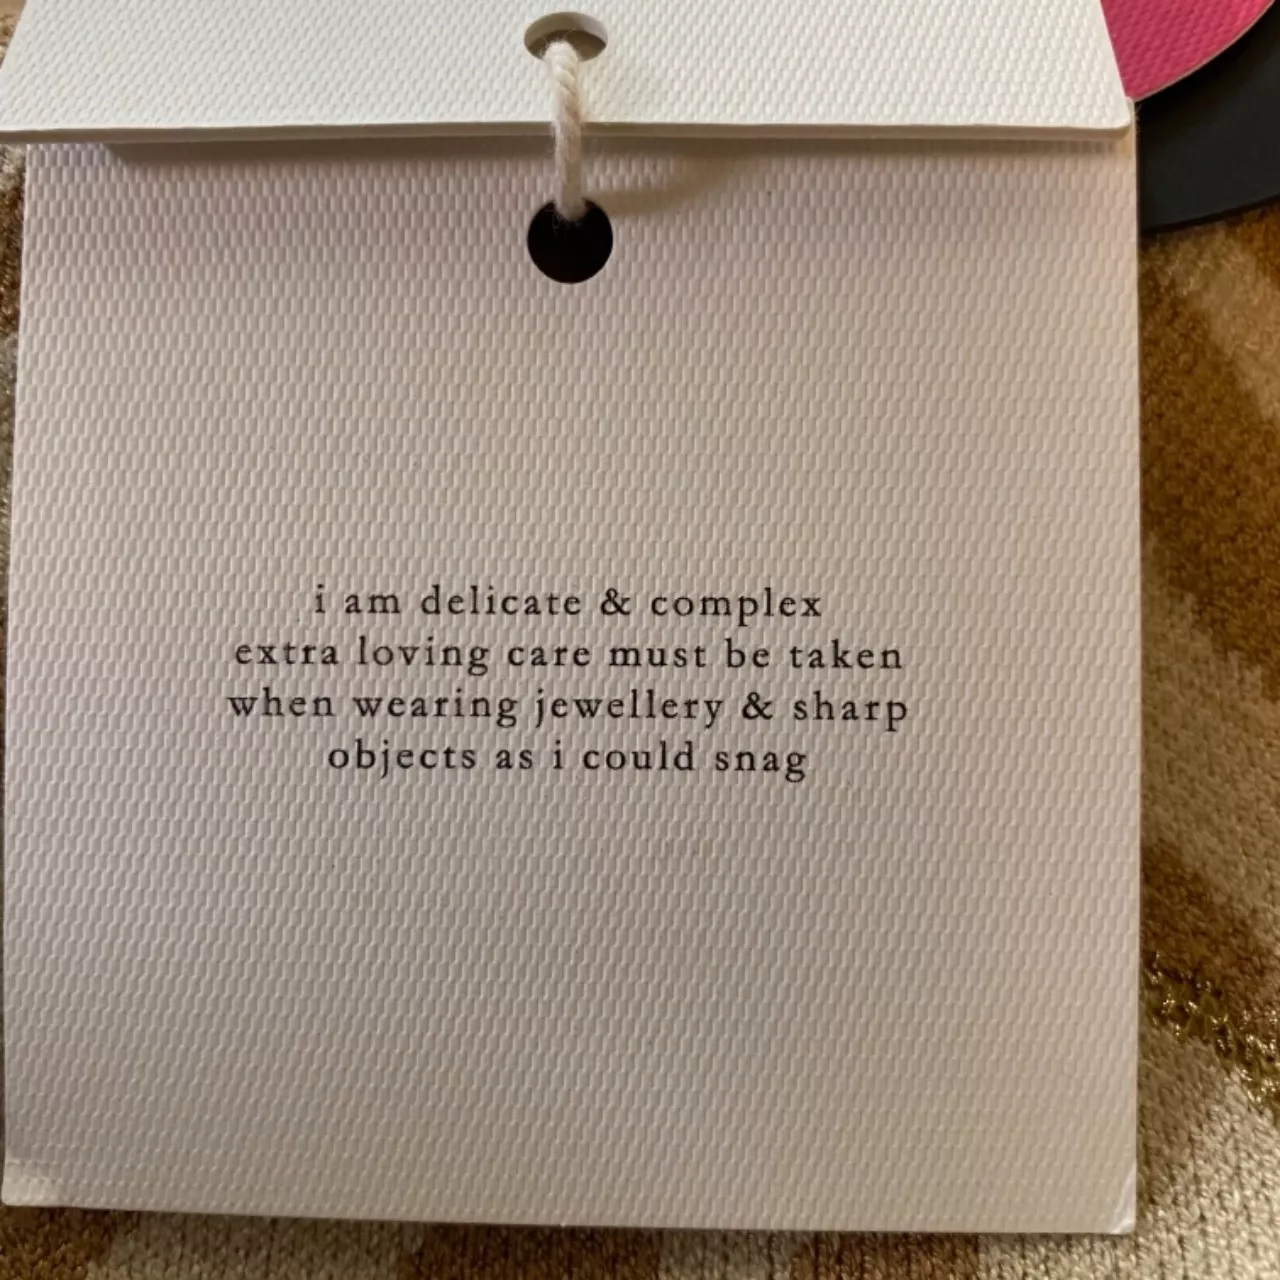 i am delicate & complex
extra loving care must be taken
when wearing jewellery & sharp
objects as i could snag